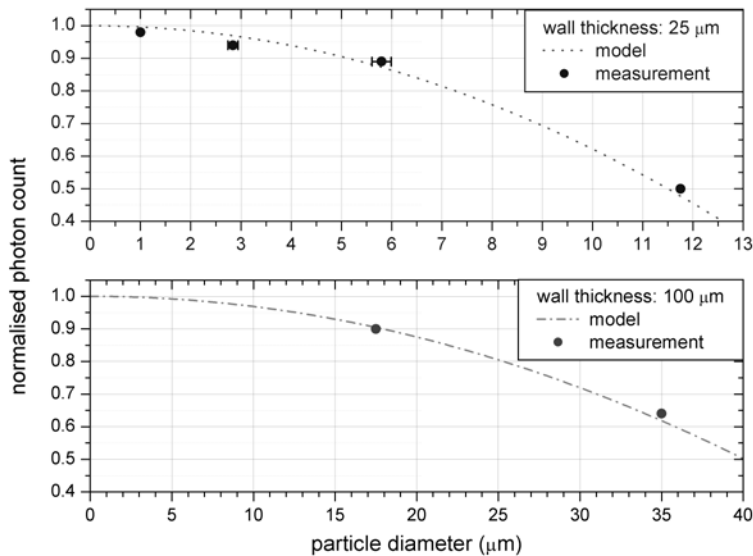 normalised photon count
1.0
0.9
0.8
0.7
0.6
0.5
0.4
wall thickness: 25 μm
model
measurement
0 1 2 3 4 5 6 7 8 9 10 11 12 13
1.0
0.9
0.8
0.7
0.6
0.5
0.4
wall thickness: 100 μm
model
measurement
0 5 10 15 20 25 30 35 40
particle diameter (μm)